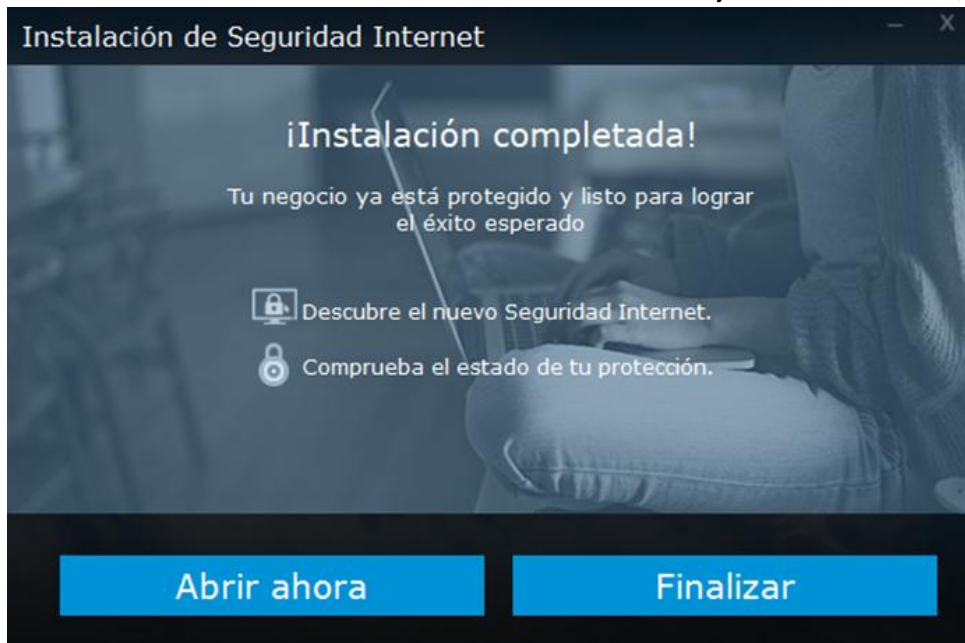 Instalación de Seguridad Internet
¡Instalación completada!
Tu negocio ya está protegido y listo para lograr
el éxito esperado
Descubre el nuevo Seguridad Internet.
Comprueba el estado de tu protección.
Abrir ahora
Finalizar